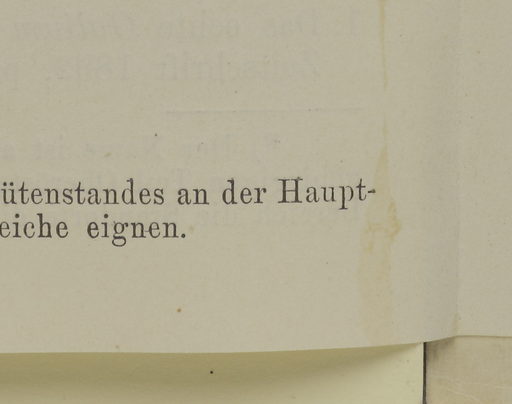 ütenstandes an der Haupt-
eiche eignen.